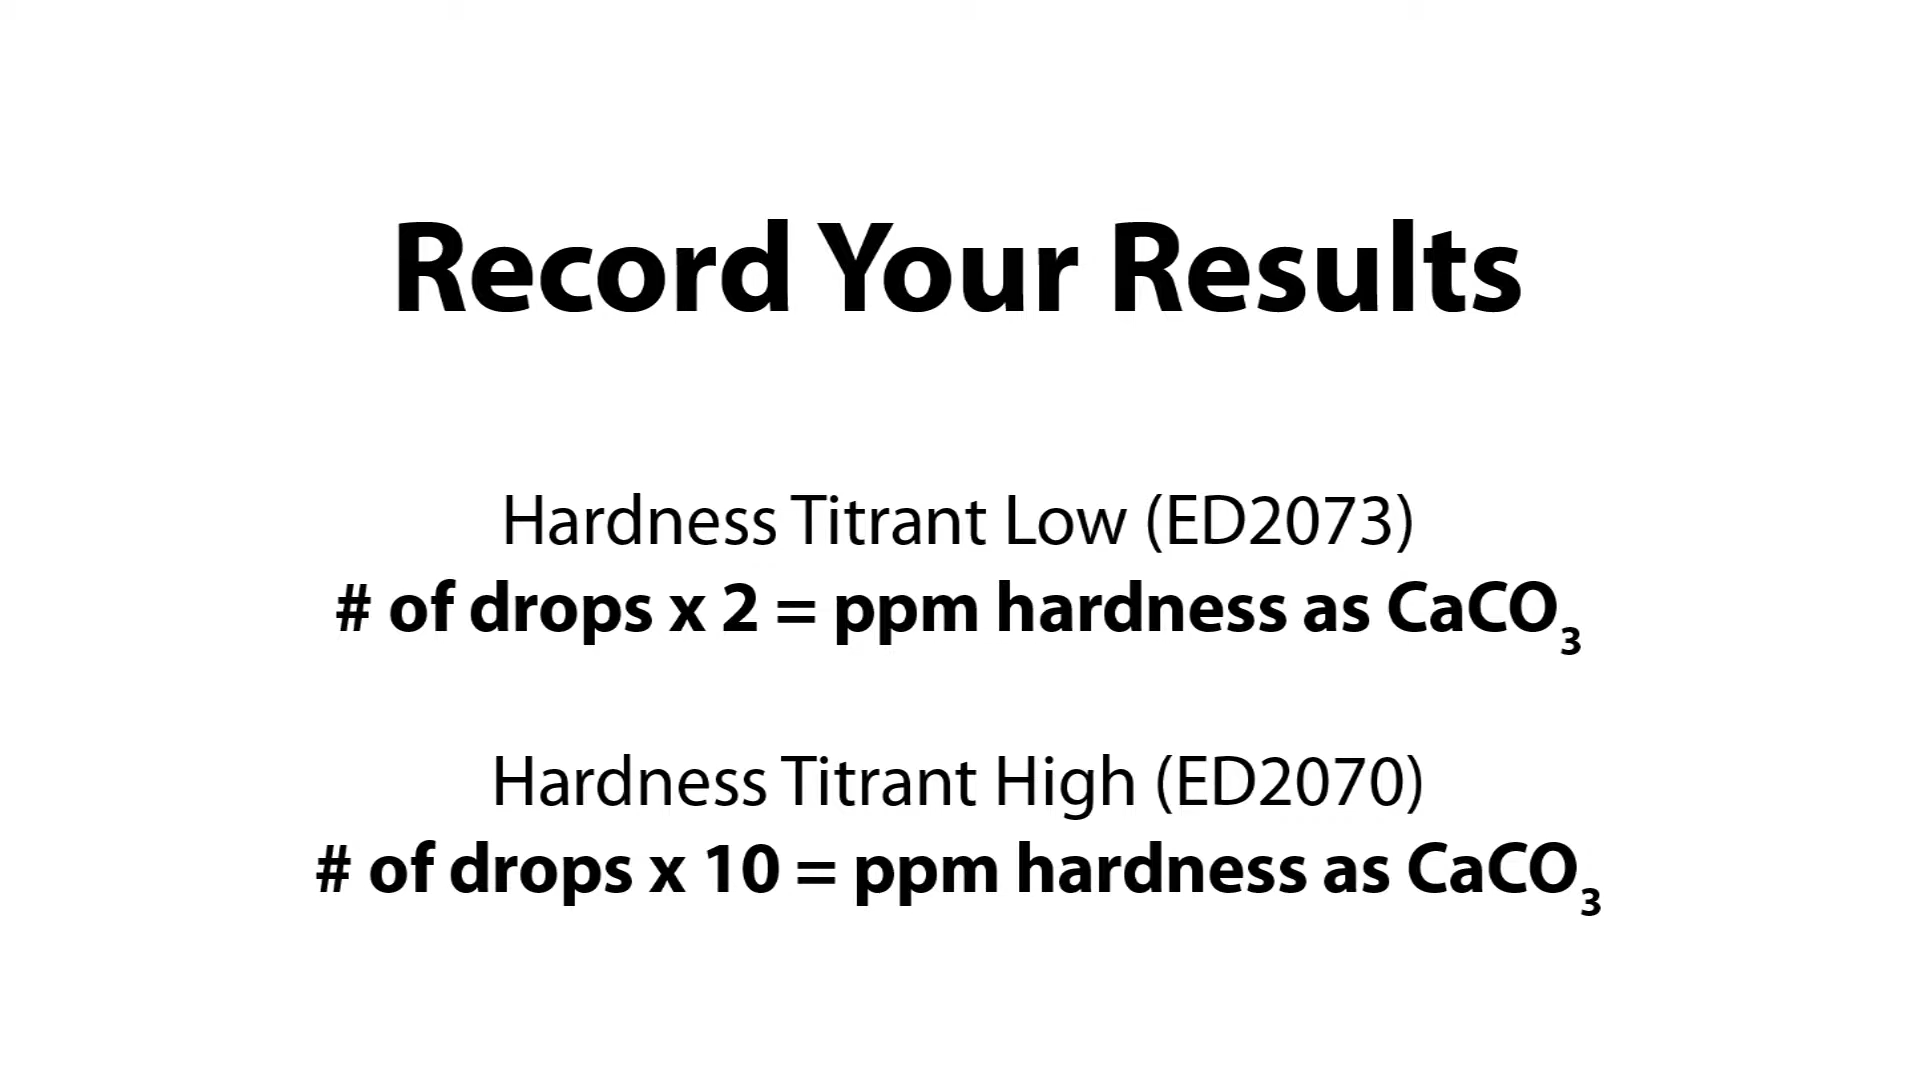 Record Your Results
Hardness Titrant Low (ED2073)
# of drops x 2 = ppm hardness as CaCO₃
Hardness Titrant High (ED2070)
# of drops x 10 = ppm hardness as CaCO₃